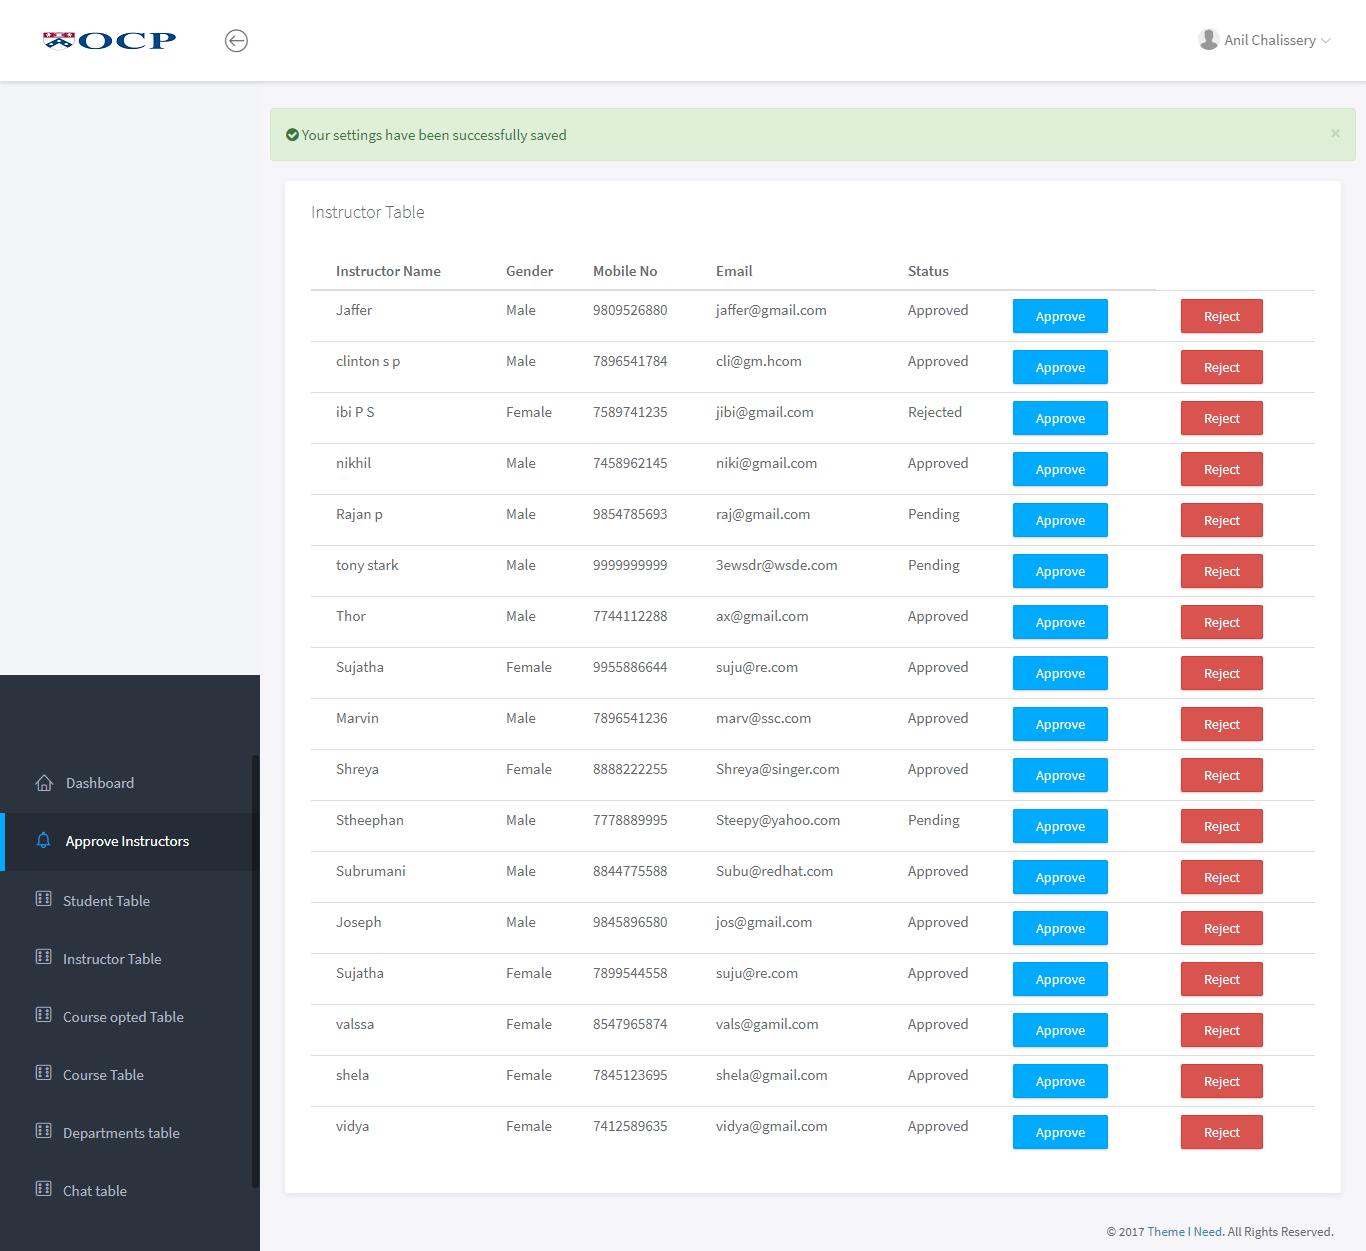 OCP
Anil Chalissery
Your settings have been successfully saved ×
Instructor Table
Instructor Name Gender Mobile No Email Status
Jaffer Male 9809526880 jaffer@gmail.com Approved Approve Reject
clinton s p Male 7896541784 cli@gm.hcom Approved Approve Reject
ibi P S Female 7589741235 jibi@gmail.com Rejected Approve Reject
nikhil Male 7458962145 niki@gmail.com Approved Approve Reject
Rajan p Male 9854785693 raj@gmail.com Pending Approve Reject
tony stark Male 9999999999 3ewsdr@wsde.com Pending Approve Reject
Thor Male 7744112288 ax@gmail.com Approved Approve Reject
Sujatha Female 9955886644 suju@re.com Approved Approve Reject
Marvin Male 7896541236 marv@ssc.com Approved Approve Reject
Shreya Female 8888222255 Shreya@singer.com Approved Approve Reject
Stheephan Male 7778889995 Steepy@yahoo.com Pending Approve Reject
Subrumani Male 8844775588 Subu@redhat.com Approved Approve Reject
Joseph Male 9845896580 jos@gmail.com Approved Approve Reject
Sujatha Female 7899544558 suju@re.com Approved Approve Reject
valssa Female 8547965874 vals@gamil.com Approved Approve Reject
shela Female 7845123695 shela@gmail.com Approved Approve Reject
vidya Female 7412589635 vidya@gmail.com Approved Approve Reject
Dashboard
Approve Instructors
Student Table
Instructor Table
Course opted Table
Course Table
Departments table
Chat table
© 2017 Theme I Need. All Rights Reserved.